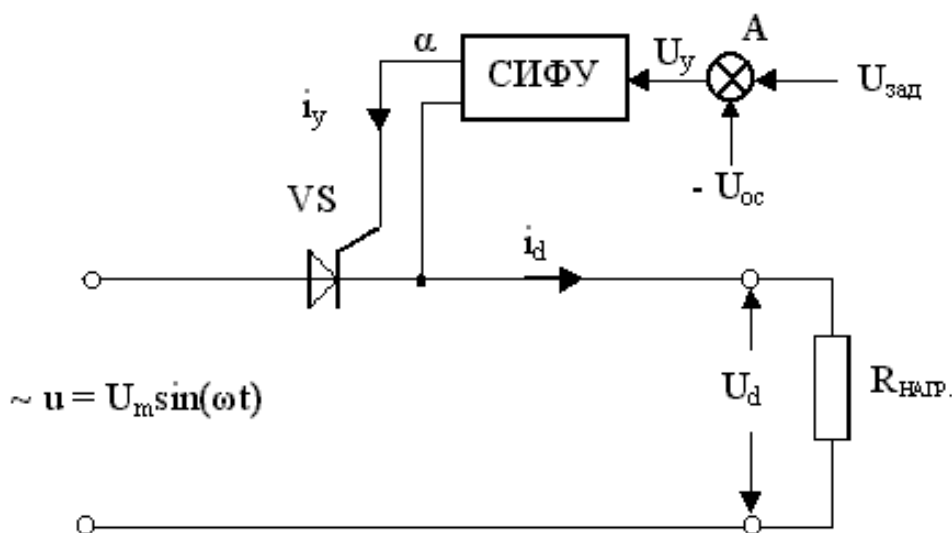 A
α
СИФУ
Uу
Uзад
iу
- Uос
VS
id
~ u = Umsin(ωt)
Ud
RНАГР.